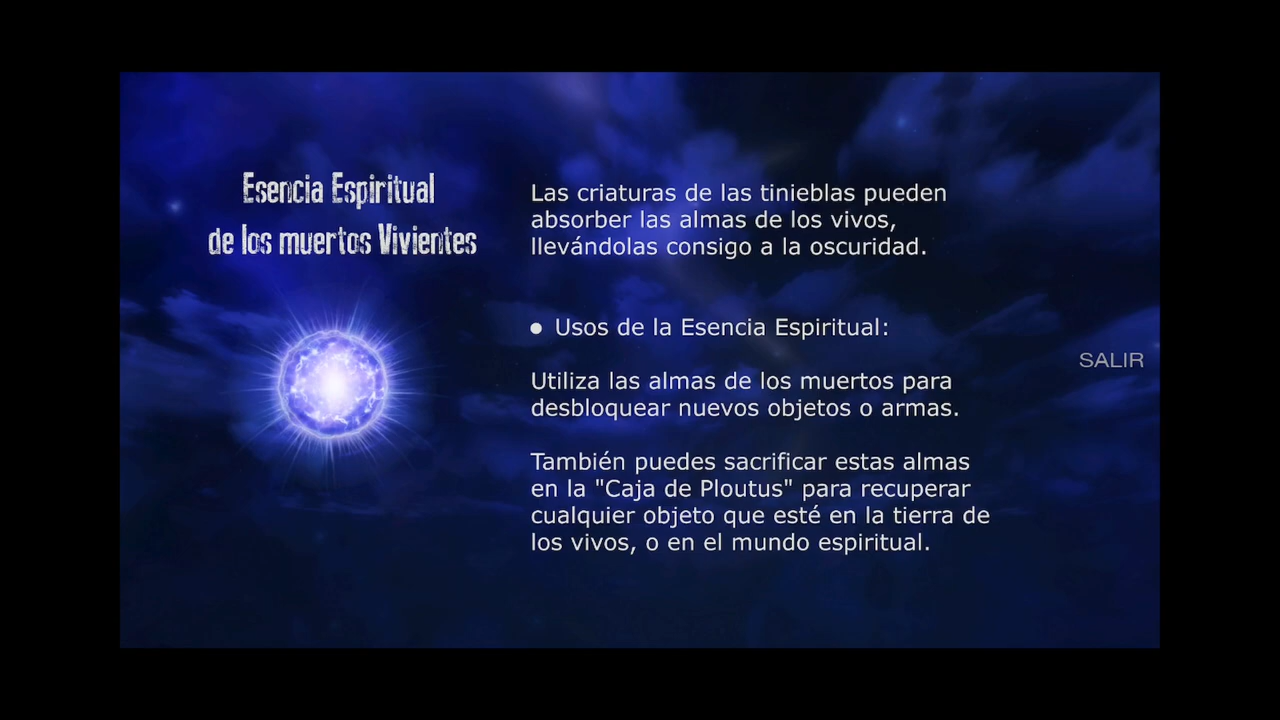 Esencia Espiritual
de los muertos Vivientes
Las criaturas de las tinieblas pueden
absorber las almas de los vivos,
llevándolas consigo a la oscuridad.
• Usos de la Esencia Espiritual:
Utiliza las almas de los muertos para
desbloquear nuevos objetos o armas.
También puedes sacrificar estas almas
en la "Caja de Ploutus" para recuperar
cualquier objeto que esté en la tierra de
los vivos, o en el mundo espiritual.
SALIR